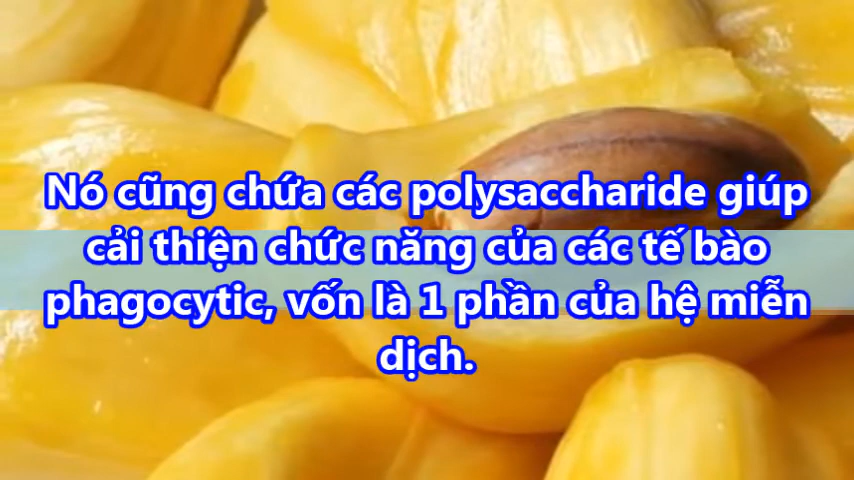 Nó cũng chứa các polysaccharide giúp
cải thiện chức năng của các tế bào
phagocytic, vốn là 1 phần của hệ miễn
dịch.